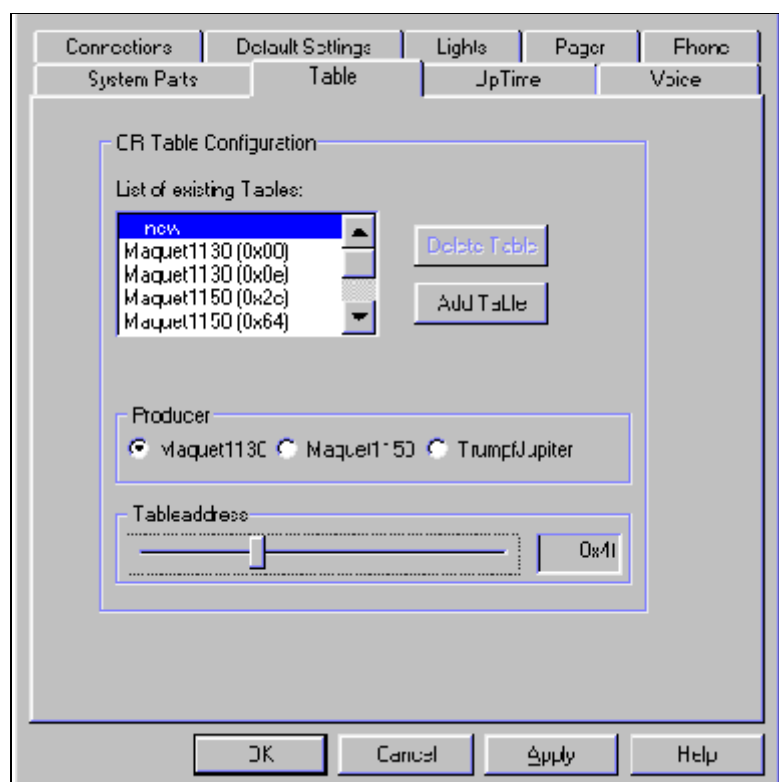 Connections Default Settings Lights Pager Phone
System Parts Table UpTime Voice
OR Table Configuration
List of existing Tables:
new
Maquet1130 (0x00)
Maquet1130 (0x0e)
Maquet1150 (0x2c)
Maquet1150 (0x64)
Delete Table
Add Table
Producer
Maquet1130 Maquet1150 TrumpfJupiter
Tableaddress
OK Cancel Apply Help